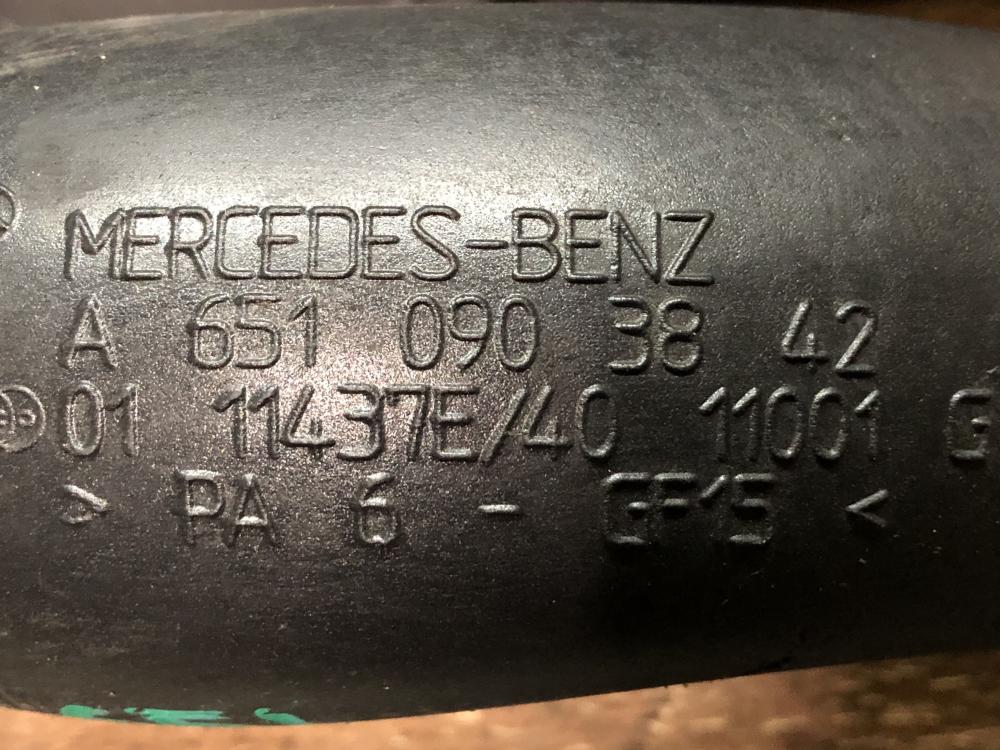 MERCEDES-BENZ
A 651 090 38 42
01 11437E/40 11001 G
> PA 6 - GF15 <